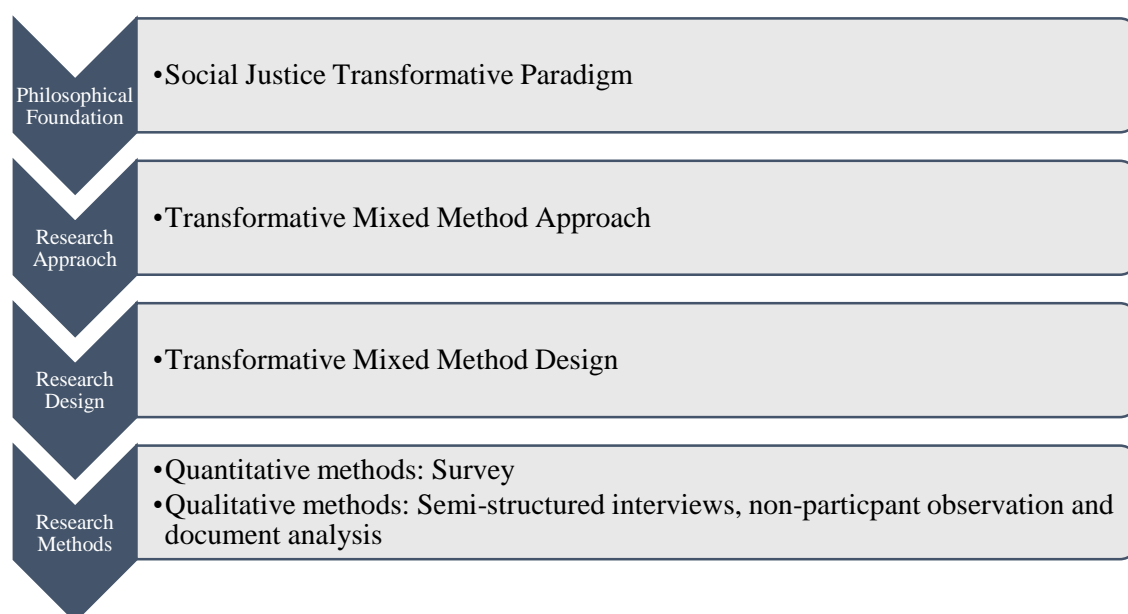 Philosophical
Foundation
•Social Justice Transformative Paradigm
Research
Appraoch
•Transformative Mixed Method Approach
Research
Design
•Transformative Mixed Method Design
Research
Methods
•Quantitative methods: Survey
•Qualitative methods: Semi-structured interviews, non-particpant observation and
document analysis